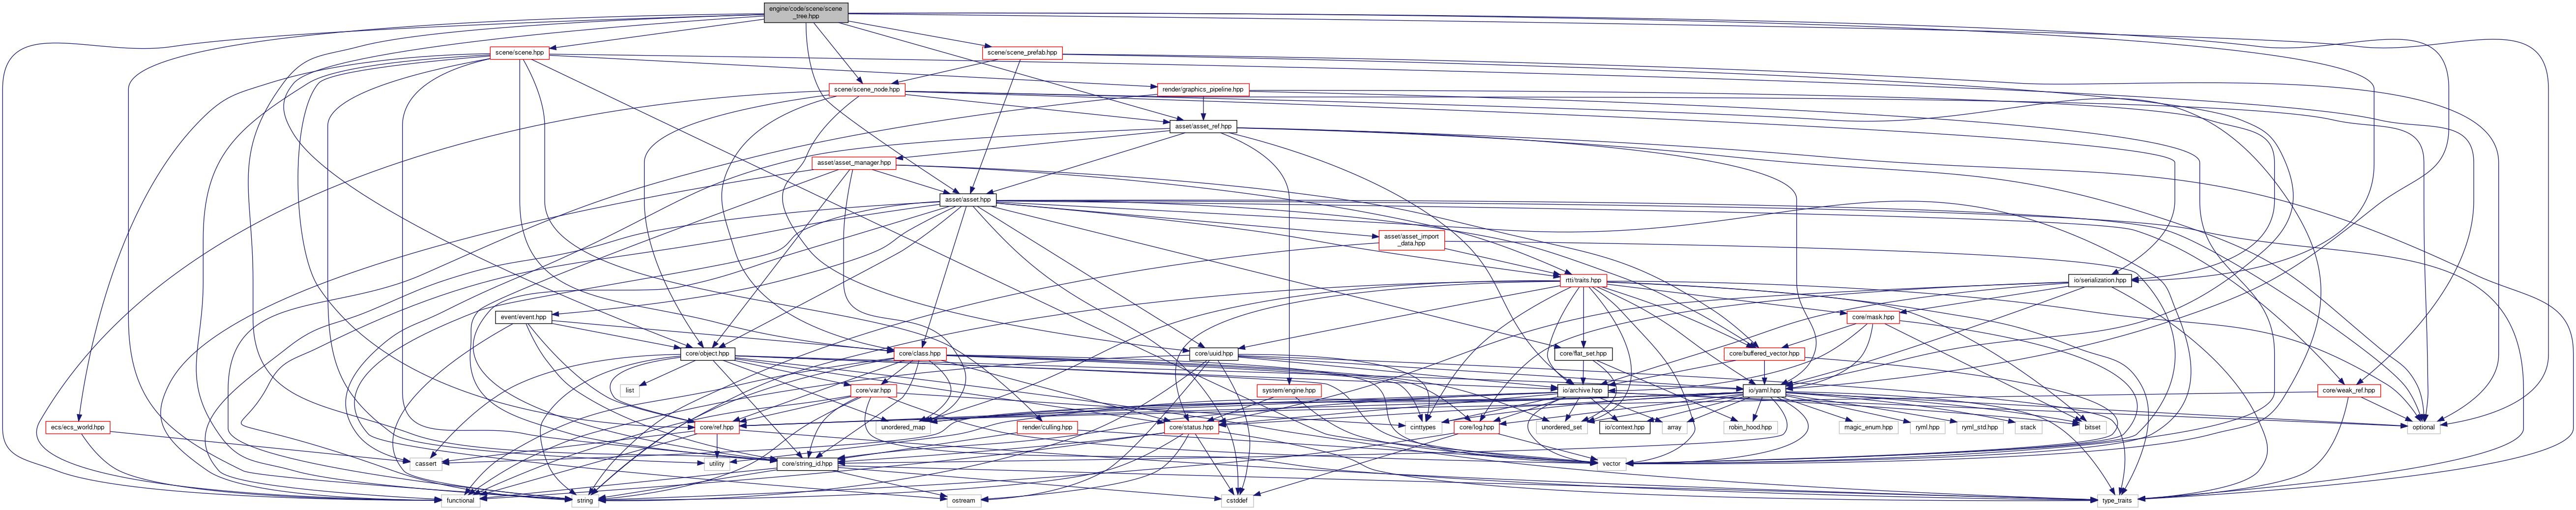 engine/code/scene/scene
_tree.hpp
scene/scene.hpp
scene/scene_prefab.hpp
scene/scene_node.hpp
render/graphics_pipeline.hpp
asset/asset_ref.hpp
asset/asset_manager.hpp
asset/asset.hpp
asset/asset_import
_data.hpp
rtti/traits.hpp
io/serialization.hpp
event/event.hpp
core/mask.hpp
core/object.hpp
core/class.hpp
core/uuid.hpp
core/flat_set.hpp
core/buffered_vector.hpp
list
core/var.hpp
system/engine.hpp
io/archive.hpp
io/yaml.hpp
core/weak_ref.hpp
ecs/ecs_world.hpp
core/ref.hpp
unordered_map
render/culling.hpp
core/status.hpp
cinttypes
core/log.hpp
unordered_set
io/context.hpp
array
robin_hood.hpp
magic_enum.hpp
ryml.hpp
ryml_std.hpp
stack
bitset
optional
cassert
utility
core/string_id.hpp
vector
functional
string
ostream
cstddef
type_traits